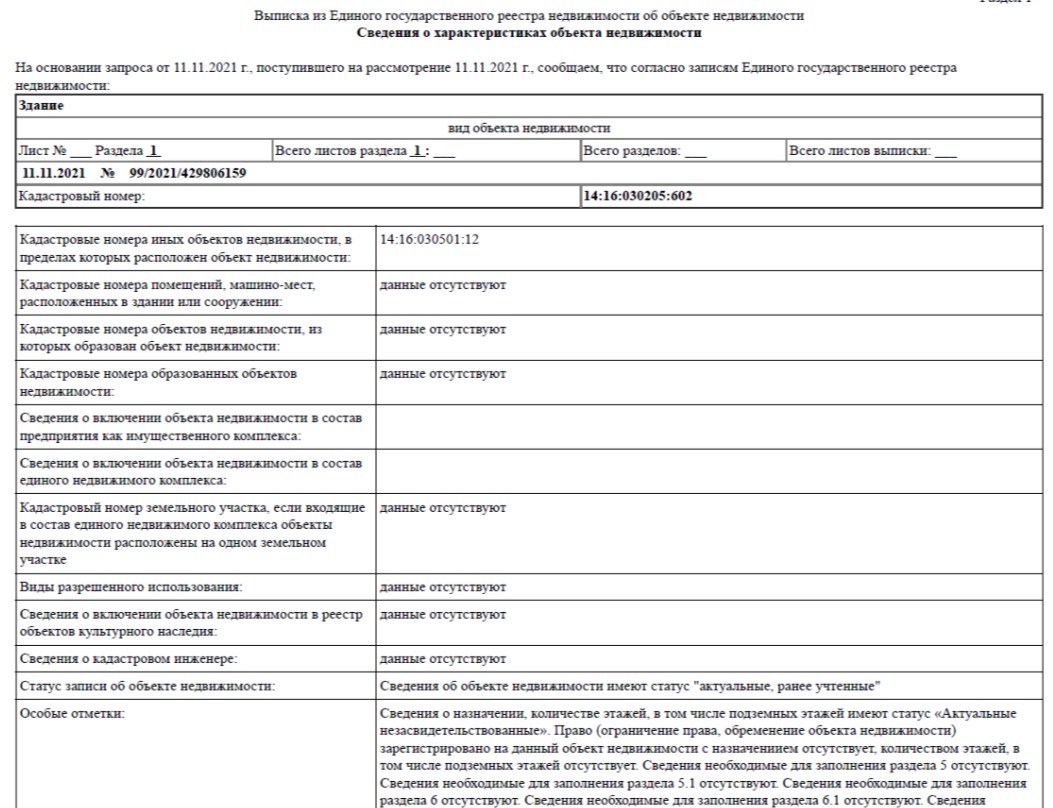 Выписка из Единого государственного реестра недвижимости об объекте недвижимости
Сведения о характеристиках объекта недвижимости
На основании запроса от 11.11.2021 г., поступившего на рассмотрение 11.11.2021 г., сообщаем, что согласно записям Единого государственного реестра
недвижимости:
Здание
вид объекта недвижимости
Лист № ___ Раздела 1 Всего листов раздела 1 : ___ Всего разделов: ___ Всего листов выписки: ___
11.11.2021 № 99/2021/429806159
Кадастровый номер: 14:16:030205:602
Кадастровые номера иных объектов недвижимости, в 14:16:030501:12
пределах которых расположен объект недвижимости:
Кадастровые номера помещений, машино-мест, данные отсутствуют
расположенных в здании или сооружении:
Кадастровые номера объектов недвижимости, из данные отсутствуют
которых образован объект недвижимости:
Кадастровые номера образованных объектов данные отсутствуют
недвижимости:
Сведения о включении объекта недвижимости в состав
предприятия как имущественного комплекса:
Сведения о включении объекта недвижимости в состав
единого недвижимого комплекса:
Кадастровый номер земельного участка, если входящие данные отсутствуют
в состав единого недвижимого комплекса объекты
недвижимости расположены на одном земельном
участке
Виды разрешенного использования: данные отсутствуют
Сведения о включении объекта недвижимости в реестр данные отсутствуют
объектов культурного наследия:
Сведения о кадастровом инженере: данные отсутствуют
Статус записи об объекте недвижимости: Сведения об объекте недвижимости имеют статус "актуальные, ранее учтенные"
Особые отметки: Сведения о назначении, количестве этажей, в том числе подземных этажей имеют статус «Актуальные
незасвидетельствованные». Право (ограничение права, обременение объекта недвижимости)
зарегистрировано на данный объект недвижимости с назначениием отсутствует, количеством этажей, в
том числе подземных этажей отсутствует. Сведения необходимые для заполнения раздела 5 отсутствуют.
Сведения необходимые для заполнения раздела 5.1 отсутствуют. Сведения необходимые для заполнения
раздела 6 отсутствуют. Сведения необходимые для заполнения раздела 6.1 отсутствуют. Сведения